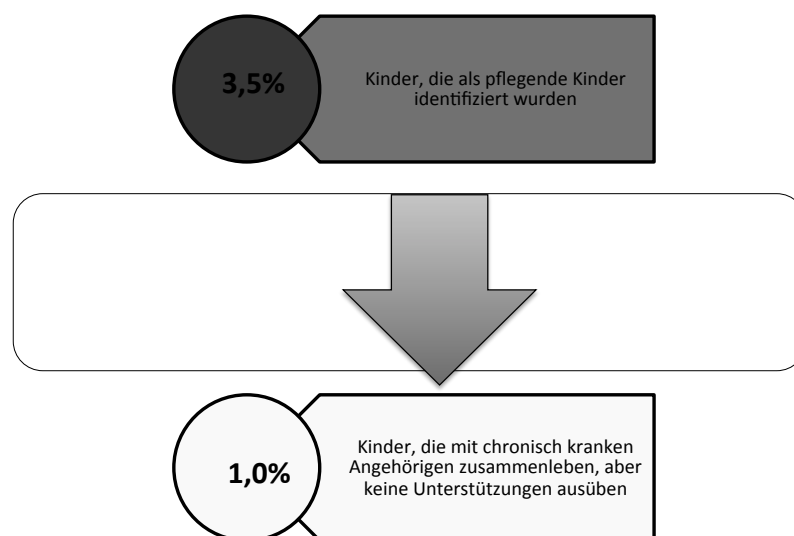 3,5%
Kinder, die als pflegende Kinder
identifiziert wurden
1,0%
Kinder, die mit chronisch kranken
Angehörigen zusammenleben, aber
keine Unterstützungen ausüben